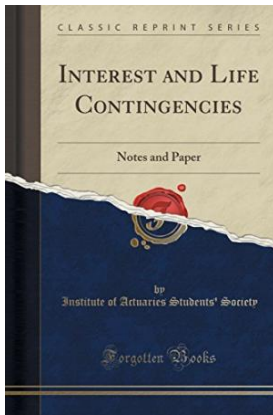 CLASSIC REPRINT SERIES
INTEREST AND LIFE
CONTINGENCIES
Notes and Paper
by
Institute of Actuaries Students' Society
Forgotten Books